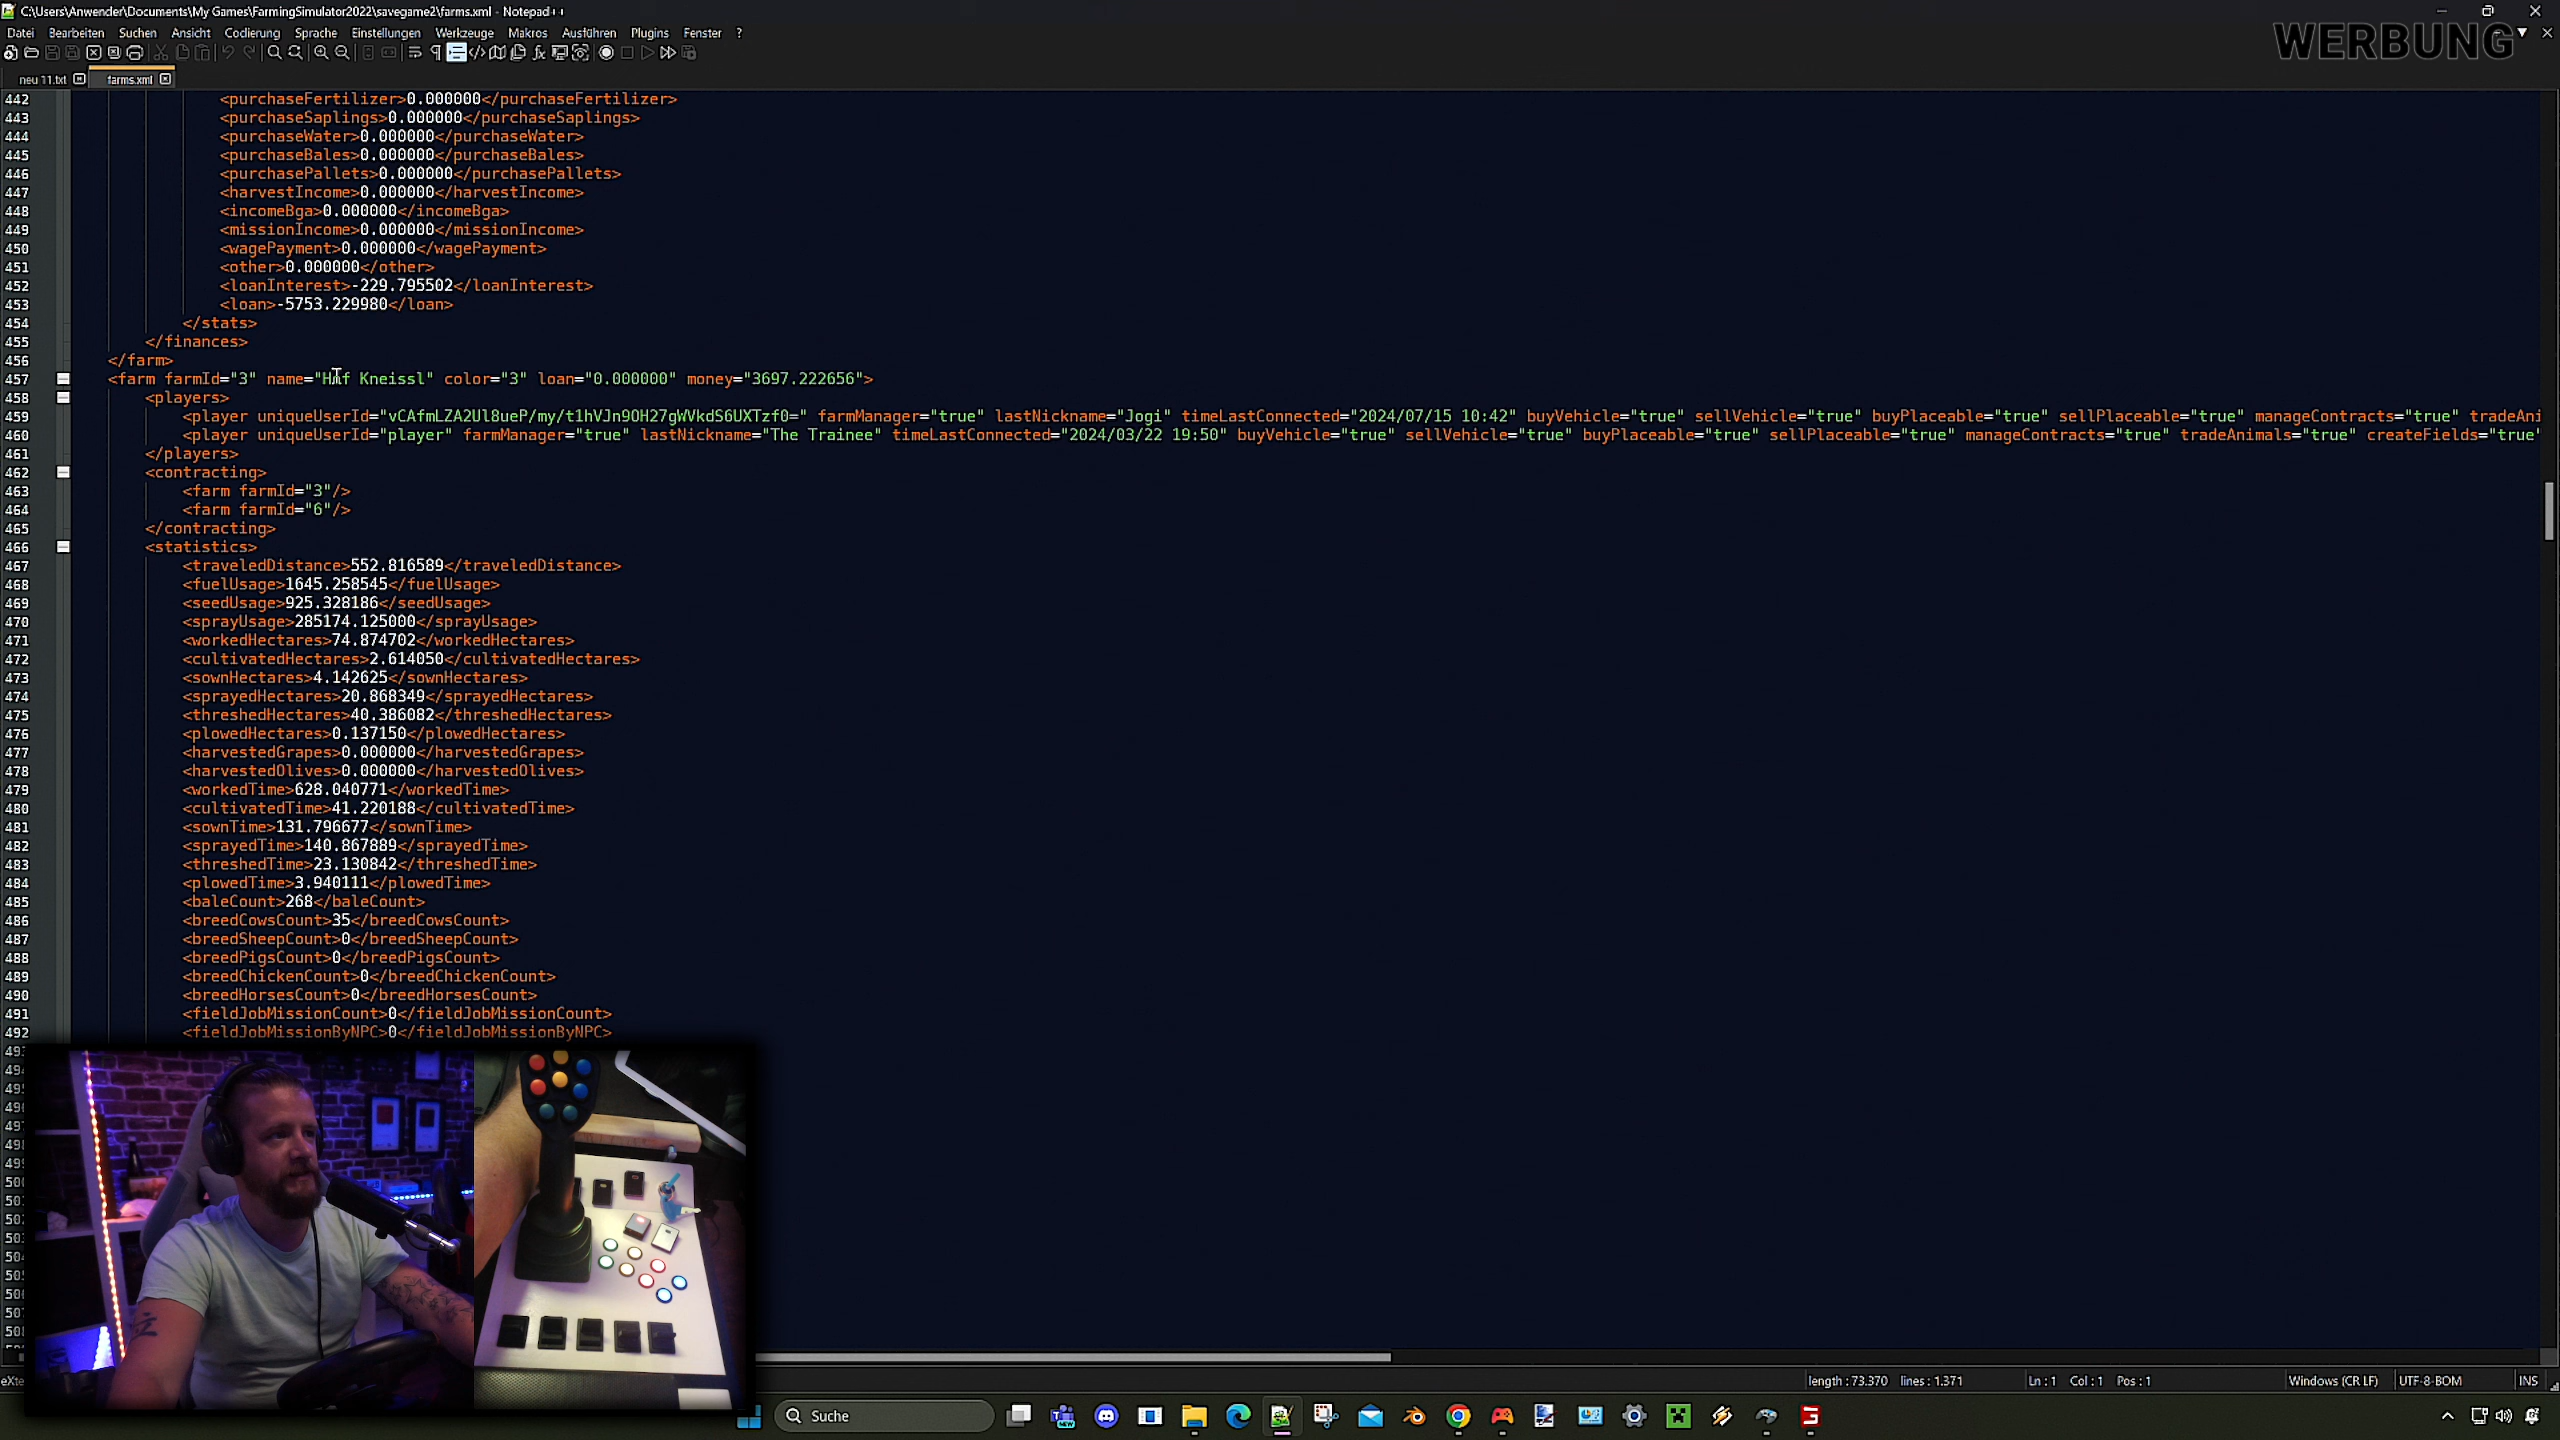 C:\Users\Anwender\Documents\My Games\FarmingSimulator2022\savegame2\farms.xml - Notepad++
WERBUNG
Datei Bearbeiten Suchen Ansicht Codierung Sprache Einstellungen Werkzeuge Makros Ausführen Plugins Fenster ?
neu 11.txt farms.xml
442 <purchaseFertilizer>0.000000</purchaseFertilizer>
443 <purchaseSaplings>0.000000</purchaseSaplings>
444 <purchaseWater>0.000000</purchaseWater>
445 <purchaseBales>0.000000</purchaseBales>
446 <purchasePallets>0.000000</purchasePallets>
447 <harvestIncome>0.000000</harvestIncome>
448 <incomeBga>0.000000</incomeBga>
449 <missionIncome>0.000000</missionIncome>
450 <wagePayment>0.000000</wagePayment>
451 <other>0.000000</other>
452 <loanInterest>-229.795502</loanInterest>
453 <loan>-5753.229980</loan>
454 </stats>
455 </finances>
456 </farm>
457 <farm farmId="3" name="Hof Kneissl" color="3" loan="0.000000" money="3697.222656">
458 <players>
459 <player uniqueUserId="vCAfmLZA2Ul8ueP/my/t1hVJn9OH27gWVkdS6UXTzf0=" farmManager="true" lastNickname="Jogi" timeLastConnected="2024/07/15 10:42" buyVehicle="true" sellVehicle="true" buyPlaceable="true" sellPlaceable="true" manageContracts="true" tradeAni
460 <player uniqueUserId="player" farmManager="true" lastNickname="The Trainee" timeLastConnected="2024/03/22 19:50" buyVehicle="true" sellVehicle="true" buyPlaceable="true" sellPlaceable="true" manageContracts="true" tradeAnimals="true" createFields="true"
461 </players>
462 <contracting>
463 <farm farmId="3"/>
464 <farm farmId="6"/>
465 </contracting>
466 <statistics>
467 <traveledDistance>552.816589</traveledDistance>
468 <fuelUsage>1645.258545</fuelUsage>
469 <seedUsage>925.328186</seedUsage>
470 <sprayUsage>285174.125000</sprayUsage>
471 <workedHectares>74.874702</workedHectares>
472 <cultivatedHectares>2.614050</cultivatedHectares>
473 <sownHectares>4.142625</sownHectares>
474 <sprayedHectares>20.868349</sprayedHectares>
475 <threshedHectares>40.386082</threshedHectares>
476 <plowedHectares>0.137150</plowedHectares>
477 <harvestedGrapes>0.000000</harvestedGrapes>
478 <harvestedOlives>0.000000</harvestedOlives>
479 <workedTime>628.040771</workedTime>
480 <cultivatedTime>41.220188</cultivatedTime>
481 <sownTime>131.796677</sownTime>
482 <sprayedTime>140.867889</sprayedTime>
483 <threshedTime>23.130842</threshedTime>
484 <plowedTime>3.940111</plowedTime>
485 <baleCount>268</baleCount>
486 <breedCowsCount>35</breedCowsCount>
487 <breedSheepCount>0</breedSheepCount>
488 <breedPigsCount>0</breedPigsCount>
489 <breedChickenCount>0</breedChickenCount>
490 <breedHorsesCount>0</breedHorsesCount>
491 <fieldJobMissionCount>0</fieldJobMissionCount>
492 <fieldJobMissionByNPC>0</fieldJobMissionByNPC>
eXte length : 73.370 lines : 1.371 Ln : 1 Col : 1 Pos : 1 Windows (CR LF) UTF-8-BOM INS
Suche